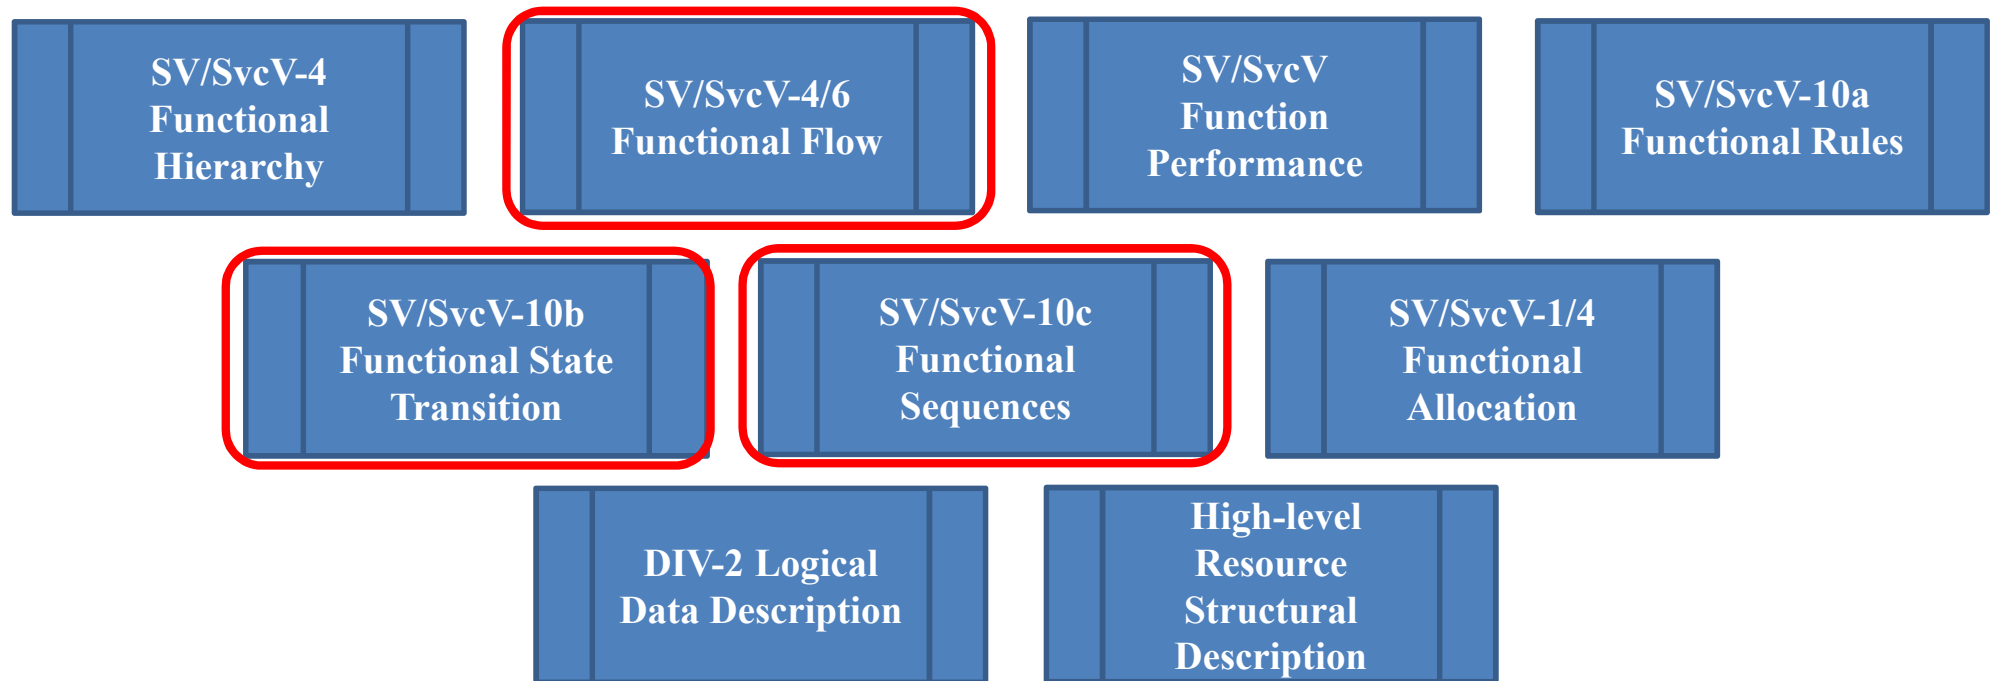 SV/SvcV-4
Functional
Hierarchy
SV/SvcV-4/6
Functional Flow
SV/SvcV
Function
Performance
SV/SvcV-10a
Functional Rules
SV/SvcV-10b
Functional State
Transition
SV/SvcV-10c
Functional
Sequences
SV/SvcV-1/4
Functional
Allocation
DIV-2 Logical
Data Description
High-level
Resource
Structural
Description